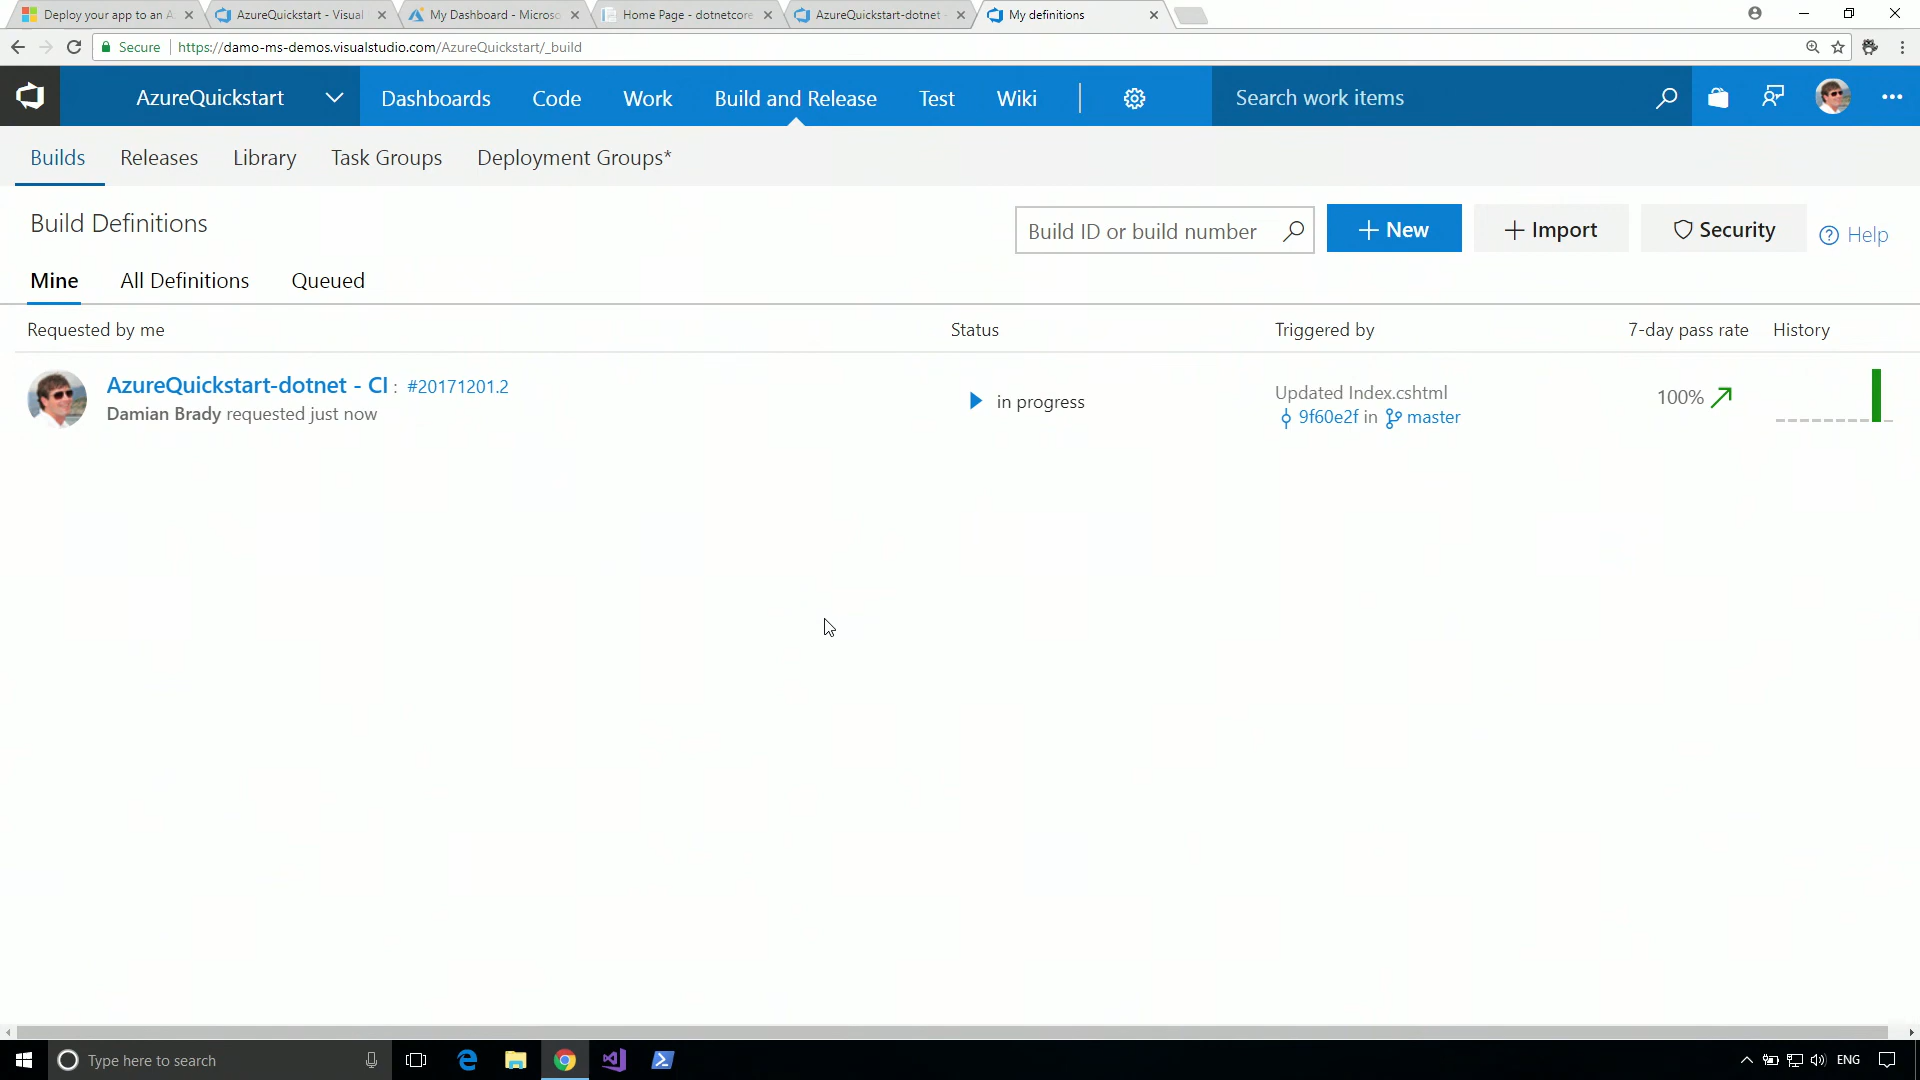 Deploy your app to an A
AzureQuickstart - Visual
My Dashboard - Microso
Home Page - dotnetcore
AzureQuickstart-dotnet -
My definitions
Secure https://damo-ms-demos.visualstudio.com/AzureQuickstart/_build
AzureQuickstart Dashboards Code Work Build and Release Test Wiki Search work items
Builds Releases Library Task Groups Deployment Groups*
Build Definitions
Build ID or build number + New + Import Security Help
Mine All Definitions Queued
Requested by me Status Triggered by 7-day pass rate History
AzureQuickstart-dotnet - CI : #20171201.2
Damian Brady requested just now
in progress
Updated Index.cshtml
9f60e2f in master
100%
Type here to search
ENG